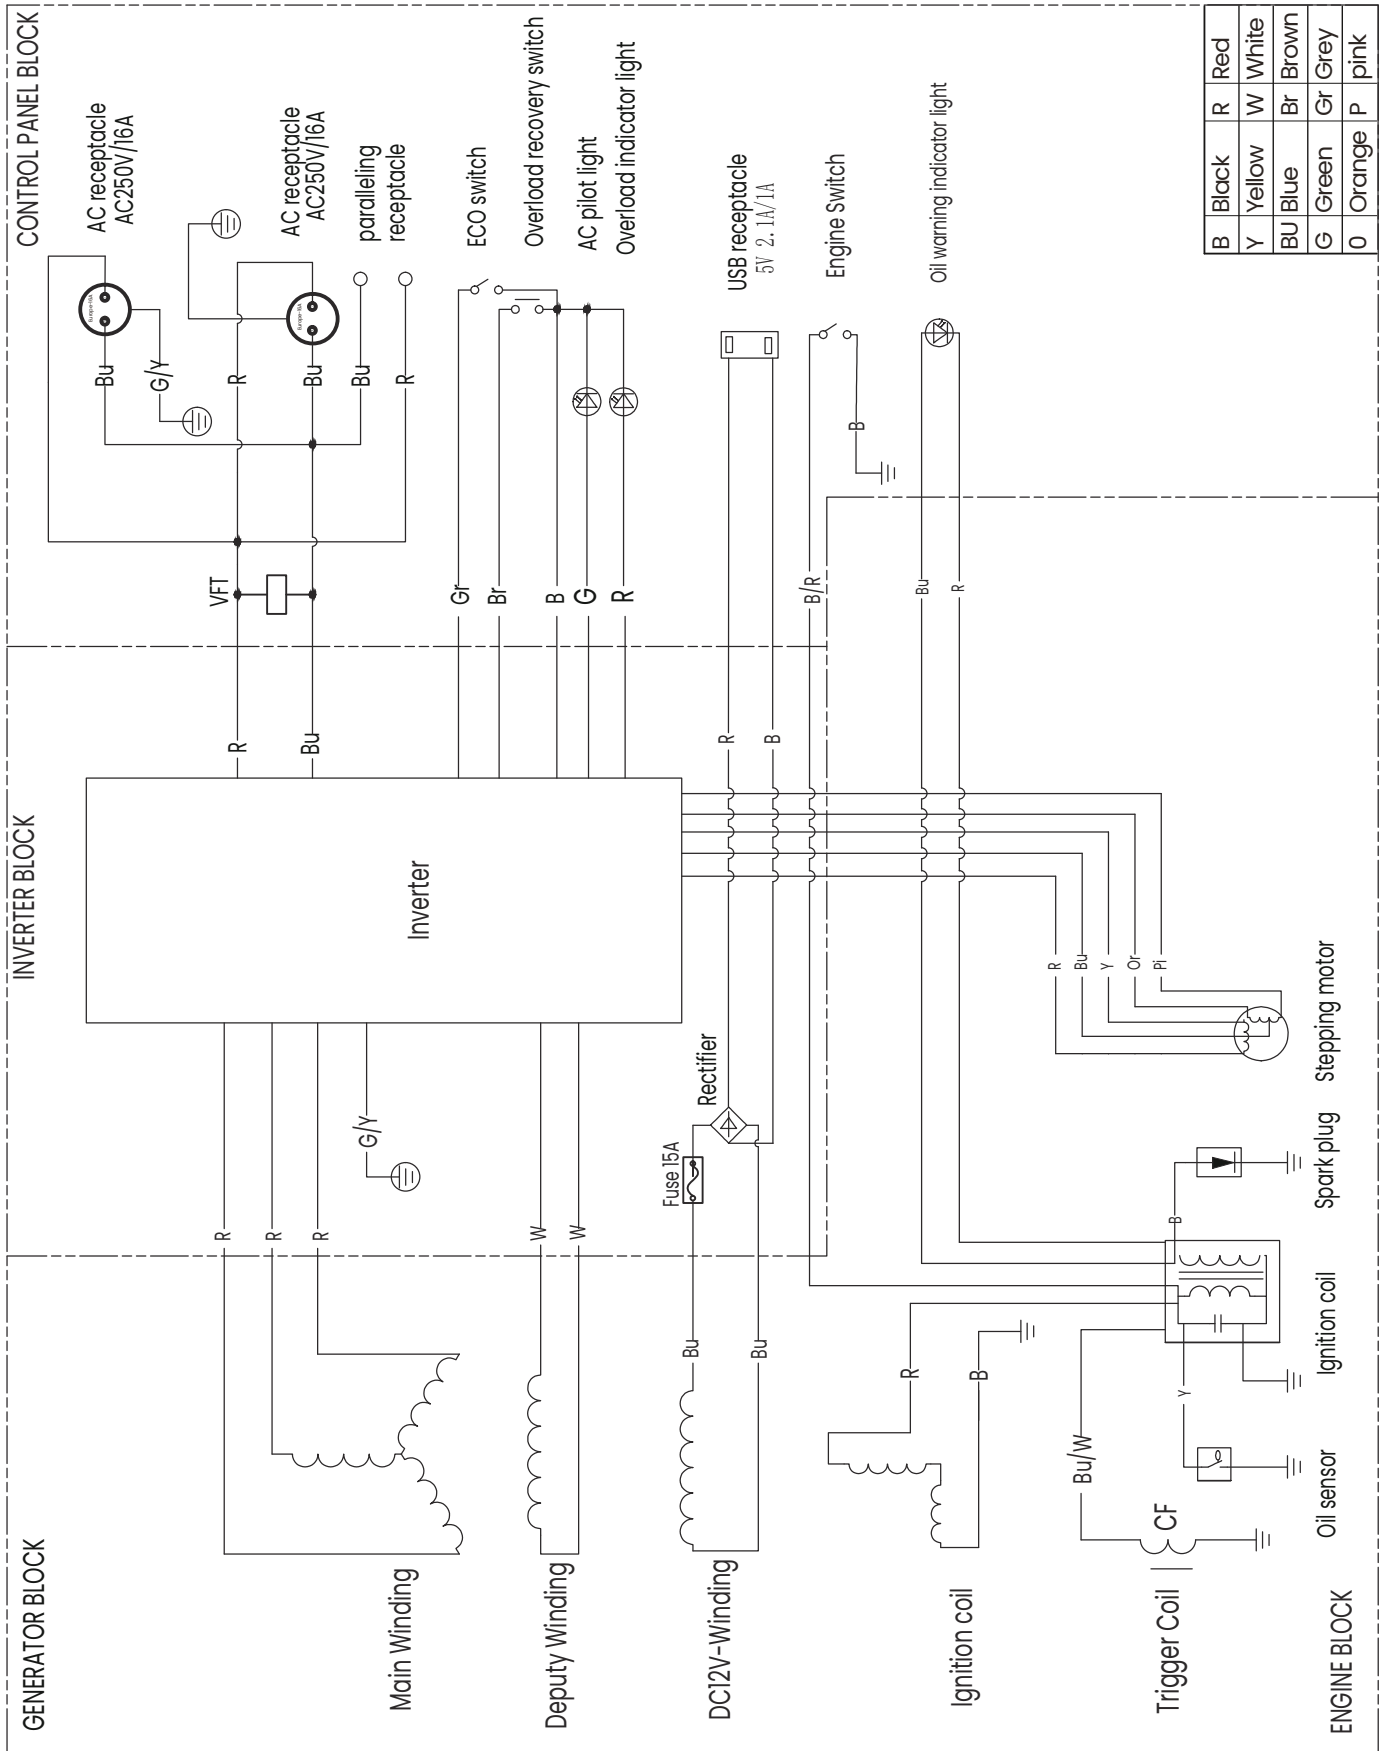 CONTROL PANEL BLOCK
AC receptacle
AC250V/16A
AC receptacle
AC250V/16A
paralleling
receptacle
ECO switch
Overload recovery switch
AC pilot light
Overload indicator light
USB receptacle
5V 2.1A/1A
Engine Switch
Oil warning indicator light
B Black R Red
Y Yellow W White
BU Blue Br Brown
G Green Gr Grey
O Orange P pink
Europe-16A
Europe-16A
Bu
G/Y
R
Bu
Bu
R
VFT
Gr
Br
B
G
R
B/R
B
Bu
R
INVERTER BLOCK
R
Bu
R
B
Inverter
R
Bu
Y
Or
Pi
Stepping motor
G/Y
Rectifier
Fuse 15A
R
R
R
W
W
B
Spark plug
GENERATOR BLOCK
Bu
Bu
R
B
Bu/W
Y
CF
Ignition coil
Oil sensor
Main Winding
Deputy Winding
DC12V-Winding
Ignition coil
Trigger Coil
ENGINE BLOCK